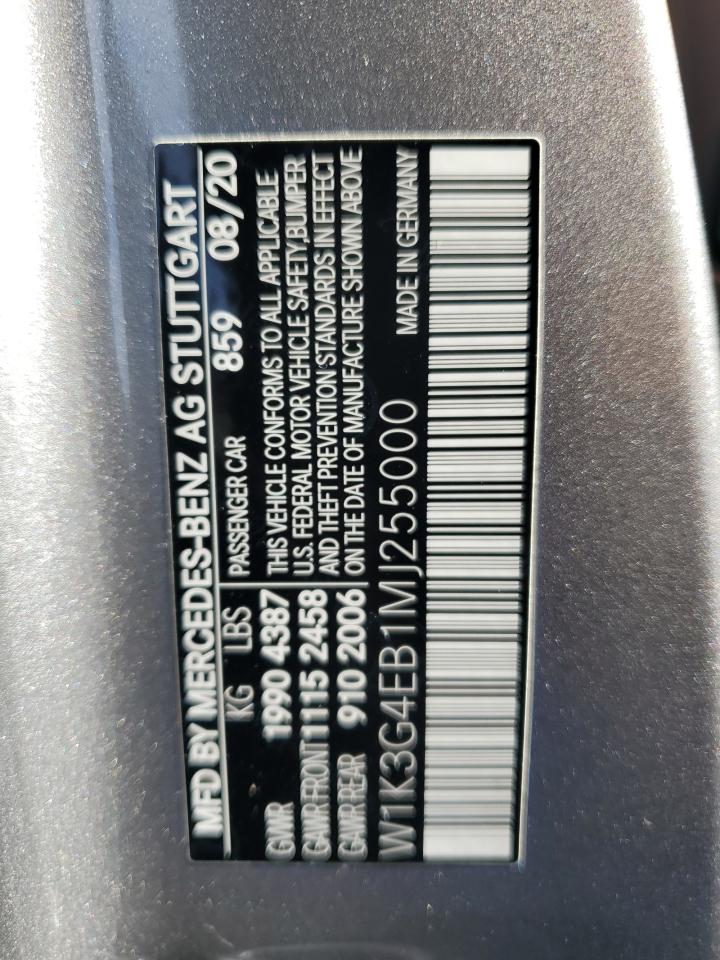 MFD BY MERCEDES-BENZ AG STUTTGART
KG LBS
GVWR 1990 4387
GAWR FRONT 1115 2458
GAWR REAR 910 2006
PASSENGER CAR 859 08/20
THIS VEHICLE CONFORMS TO ALL APPLICABLE
U.S. FEDERAL MOTOR VEHICLE SAFETY, BUMPER
AND THEFT PREVENTION STANDARDS IN EFFECT
ON THE DATE OF MANUFACTURE SHOWN ABOVE
W1K3G4EB1MJ255000 MADE IN GERMANY